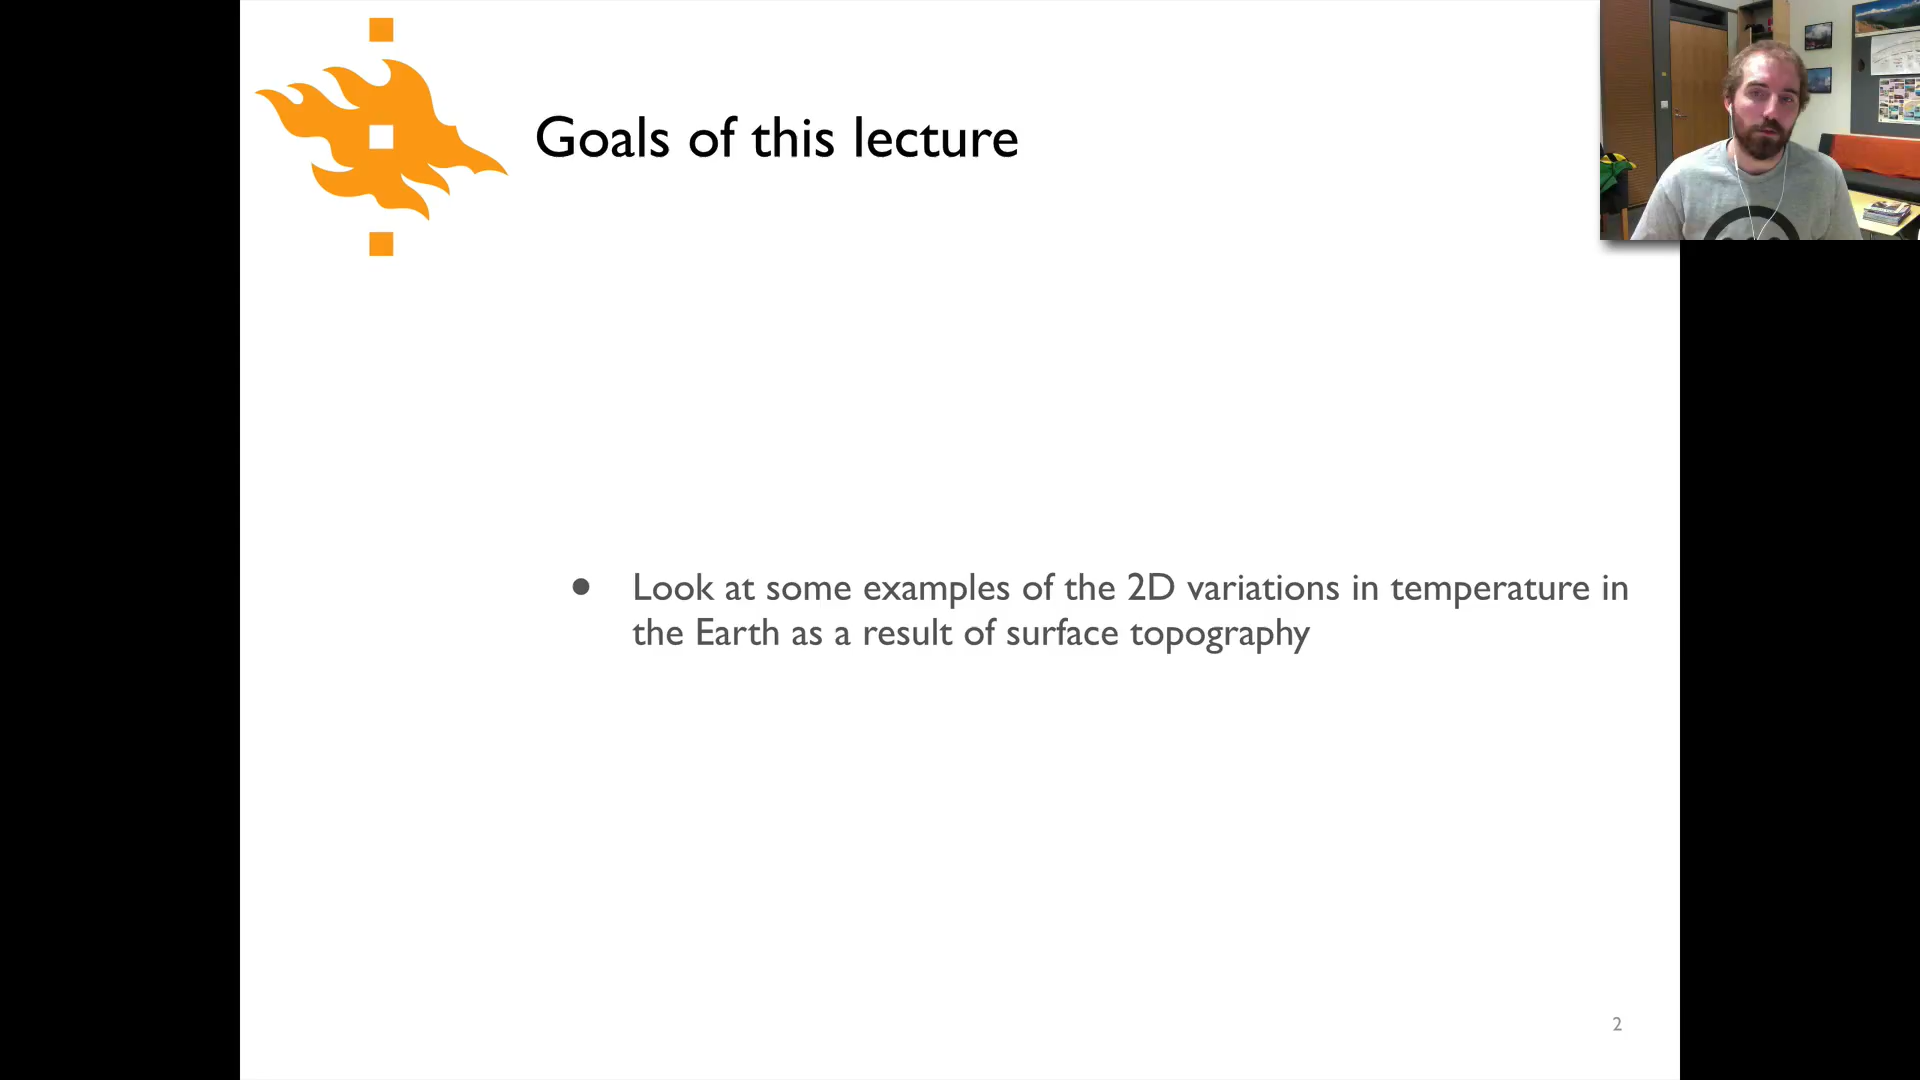 Goals of this lecture
• Look at some examples of the 2D variations in temperature in
the Earth as a result of surface topography
2